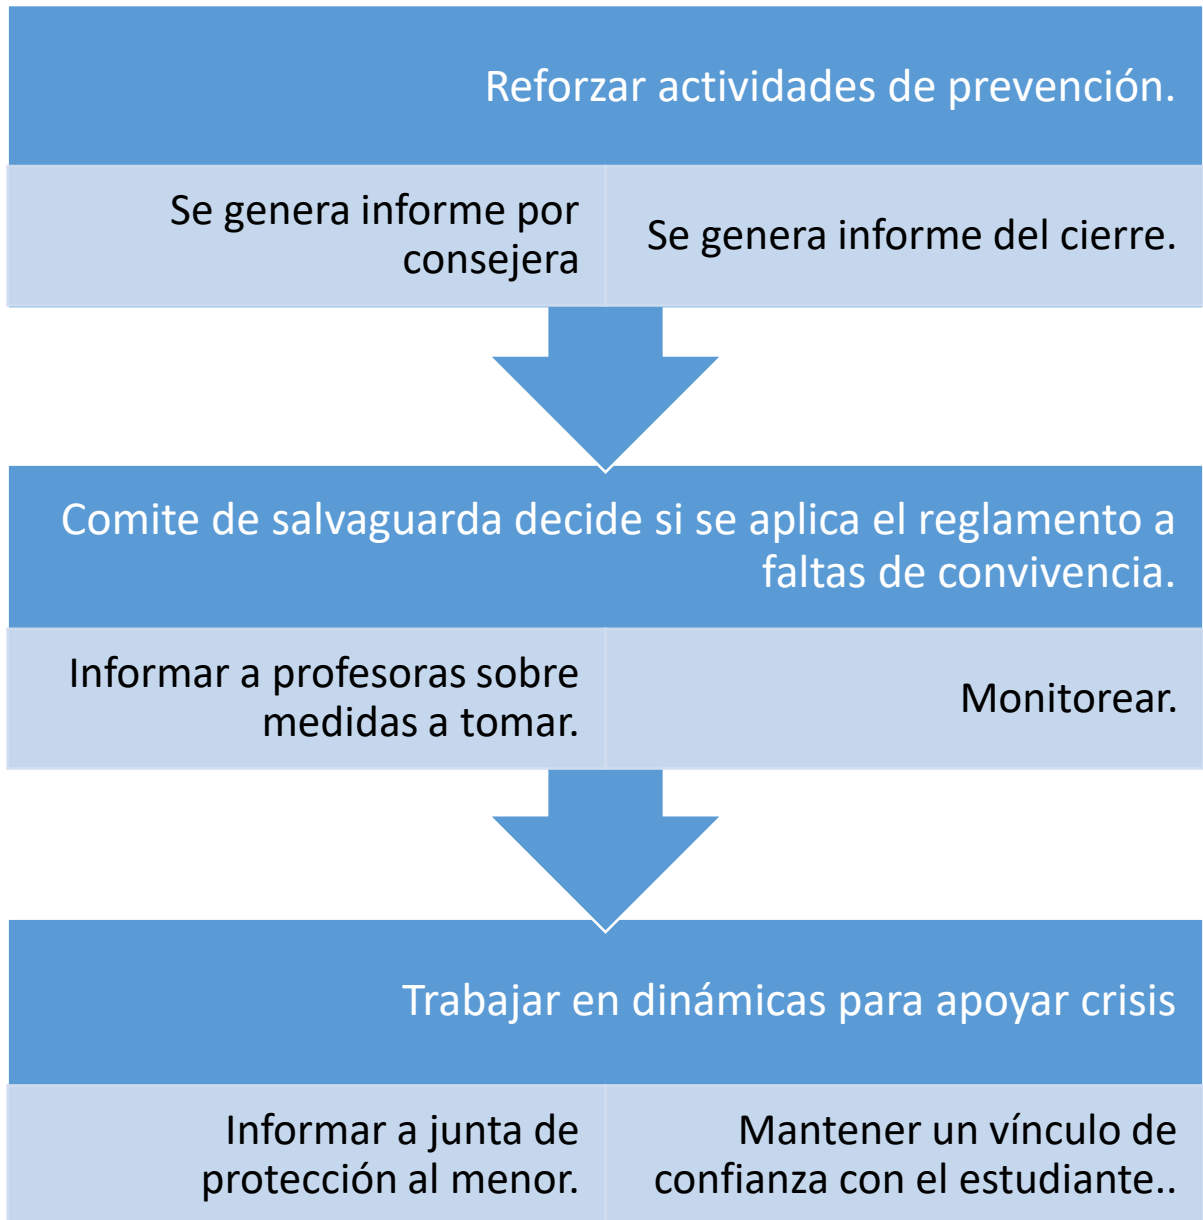 Reforzar actividades de prevención.
Se genera informe por
consejera
Se genera informe del cierre.
Comite de salvaguarda decide si se aplica el reglamento a
faltas de convivencia.
Informar a profesoras sobre
medidas a tomar.
Monitorear.
Trabajar en dinámicas para apoyar crisis
Informar a junta de
protección al menor.
Mantener un vínculo de
confianza con el estudiante..